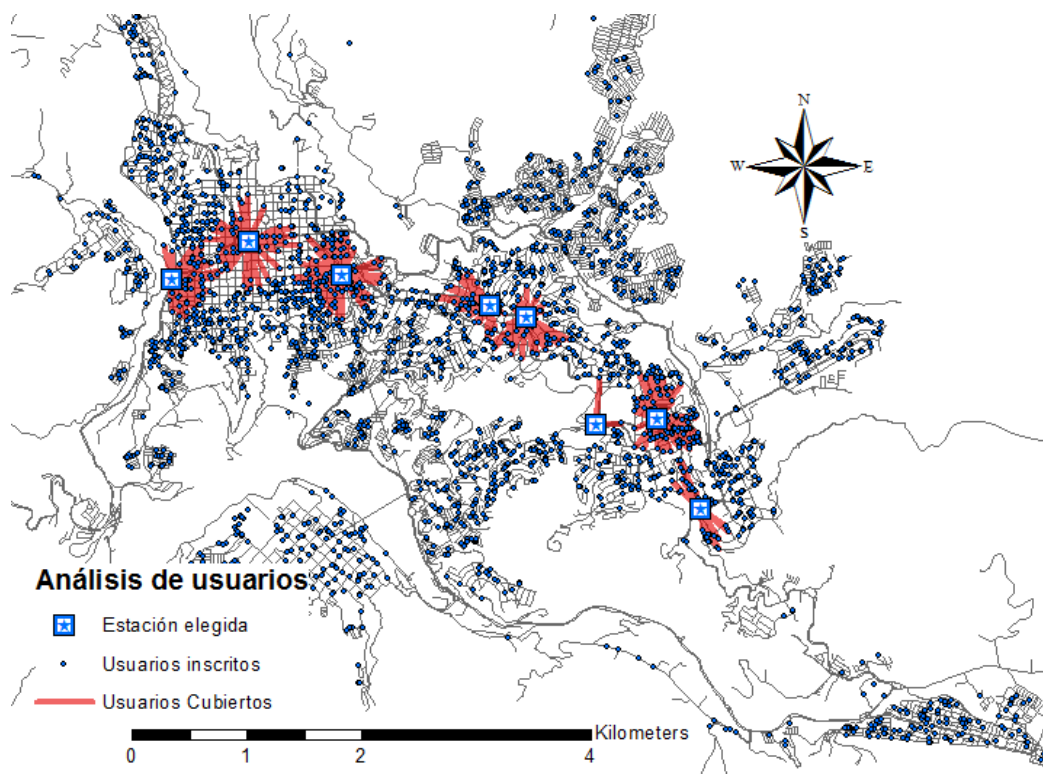 N
W E
S
Análisis de usuarios
Estación elegida
Usuarios inscritos
Usuarios Cubiertos
Kilometers
0 1 2 4